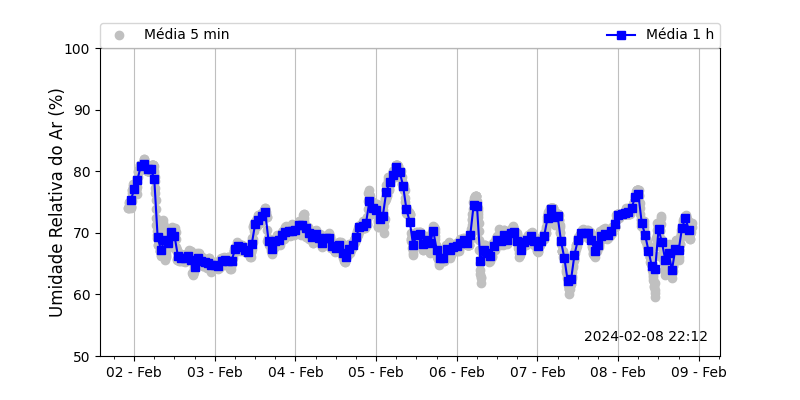 Média 5 min
Média 1 h
Umidade Relativa do Ar (%)
100
90
80
70
60
50
2024-02-08 22:12
02 - Feb
03 - Feb
04 - Feb
05 - Feb
06 - Feb
07 - Feb
08 - Feb
09 - Feb